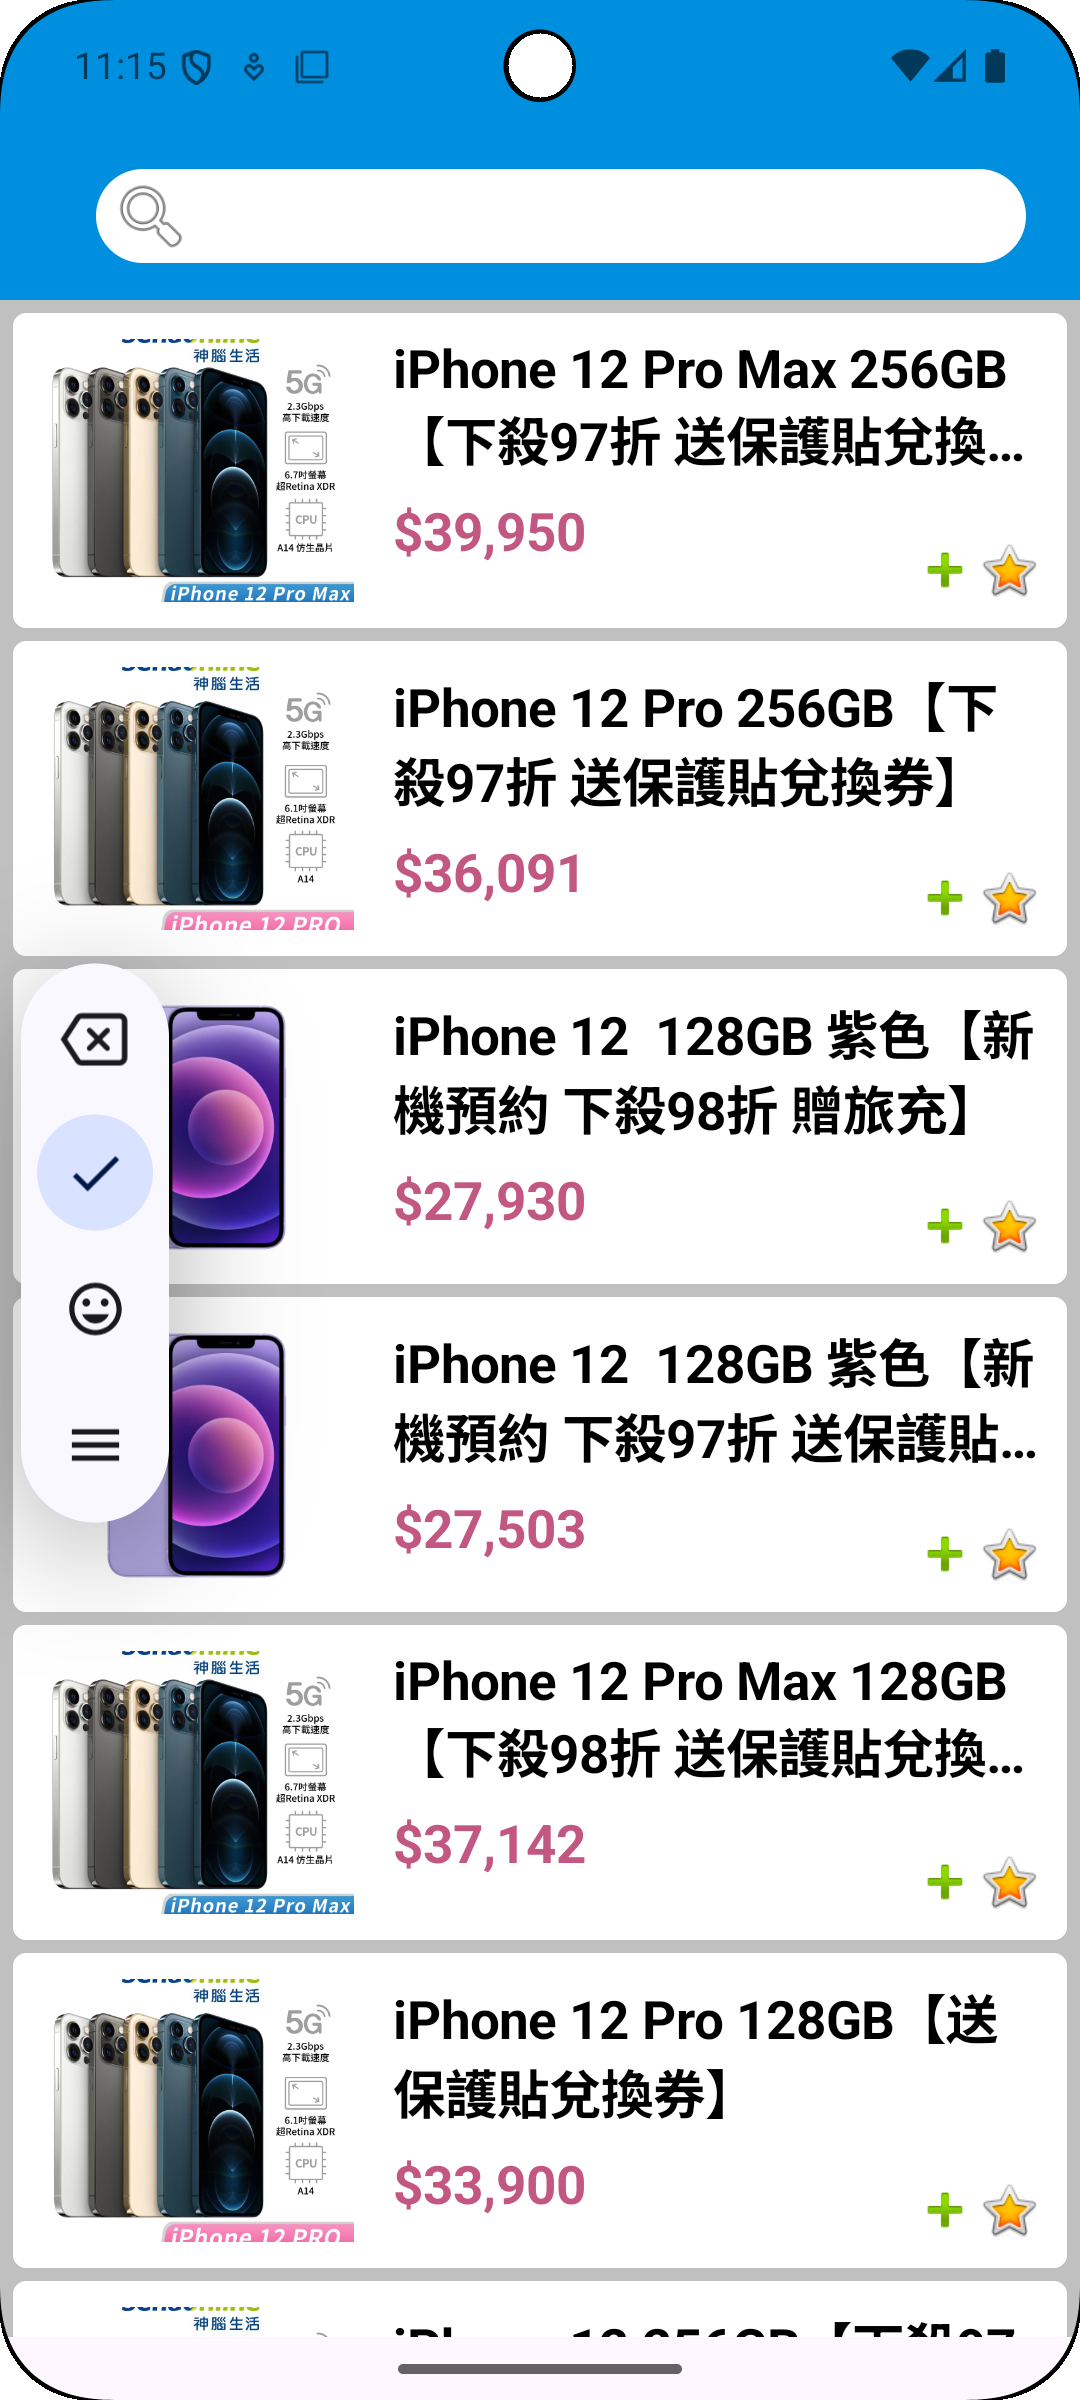 11:15
神腦生活
5G
2.3Gbps
高下載速度
6.7吋螢幕
超Retina XDR
CPU
A14 仿生晶片
iPhone 12 Pro Max
iPhone 12 Pro Max 256GB
【下殺97折 送保護貼兌換...
$39,950
神腦生活
5G
2.3Gbps
高下載速度
6.1吋螢幕
超Retina XDR
CPU
A14
iPhone 12 PRO
iPhone 12 Pro 256GB【下
殺97折 送保護貼兌換券】
$36,091
iPhone 12  128GB 紫色【新
機預約 下殺98折 贈旅充】
$27,930
iPhone 12  128GB 紫色【新
機預約 下殺97折 送保護貼...
$27,503
神腦生活
5G
2.3Gbps
高下載速度
6.7吋螢幕
超Retina XDR
CPU
A14 仿生晶片
iPhone 12 Pro Max
iPhone 12 Pro Max 128GB
【下殺98折 送保護貼兌換...
$37,142
神腦生活
5G
2.3Gbps
高下載速度
6.1吋螢幕
超Retina XDR
CPU
A14
iPhone 12 PRO
iPhone 12 Pro 128GB【送
保護貼兌換券】
$33,900
神腦生活
iPhone 12 256GB【下殺97